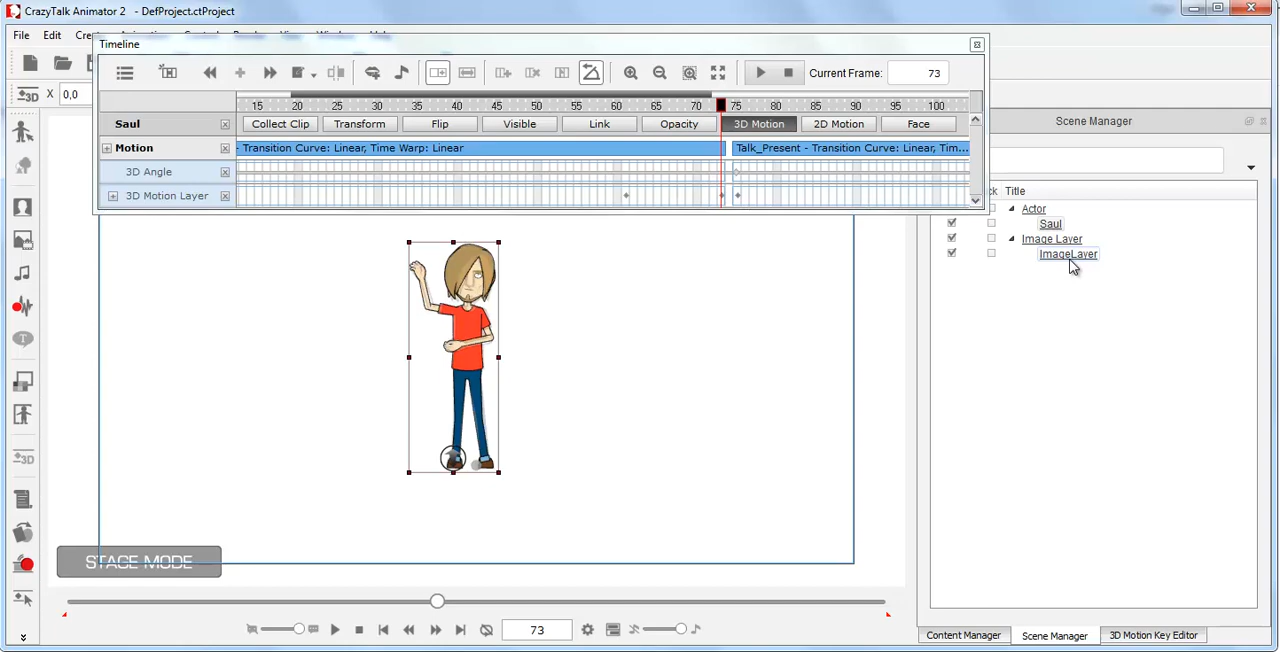 CrazyTalk Animator 2 - DefProject.ctProject
File Edit
Timeline
Current Frame: 73
X 0,0
15 20 25 30 35 40 45 50 55 60 65 70 75 80 85 90 95 100
Saul Collect Clip Transform Flip Visible Link Opacity 3D Motion 2D Motion Face
Motion - Transition Curve: Linear, Time Warp: Linear Talk_Present - Transition Curve: Linear, Tim...
3D Angle
3D Motion Layer
Scene Manager
ck Title
Actor
Saul
Image Layer
ImageLayer
STAGE MODE
73
Content Manager Scene Manager 3D Motion Key Editor